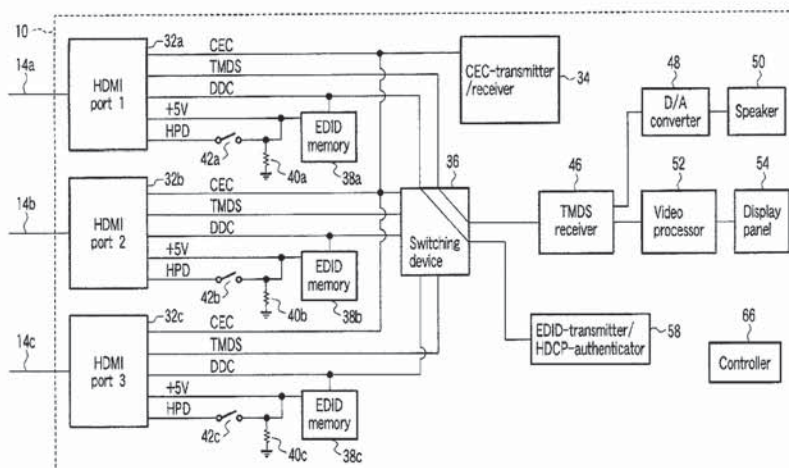 10
32a
CEC
TMDS
DDC
+5V
HPD
14a
HDMI
port 1
42a
40a
EDID
memory
38a
CEC-transmitter
/receiver
34
48
D/A
converter
50
Speaker
32b
CEC
TMDS
DDC
+5V
HPD
14b
HDMI
port 2
42b
40b
EDID
memory
38b
36
Switching
device
46
TMDS
receiver
52
Video
processor
54
Display
panel
32c
CEC
TMDS
DDC
+5V
HPD
14c
HDMI
port 3
42c
40c
EDID
memory
38c
EDID-transmitter/
HDCP-authenticator
58
66
Controller